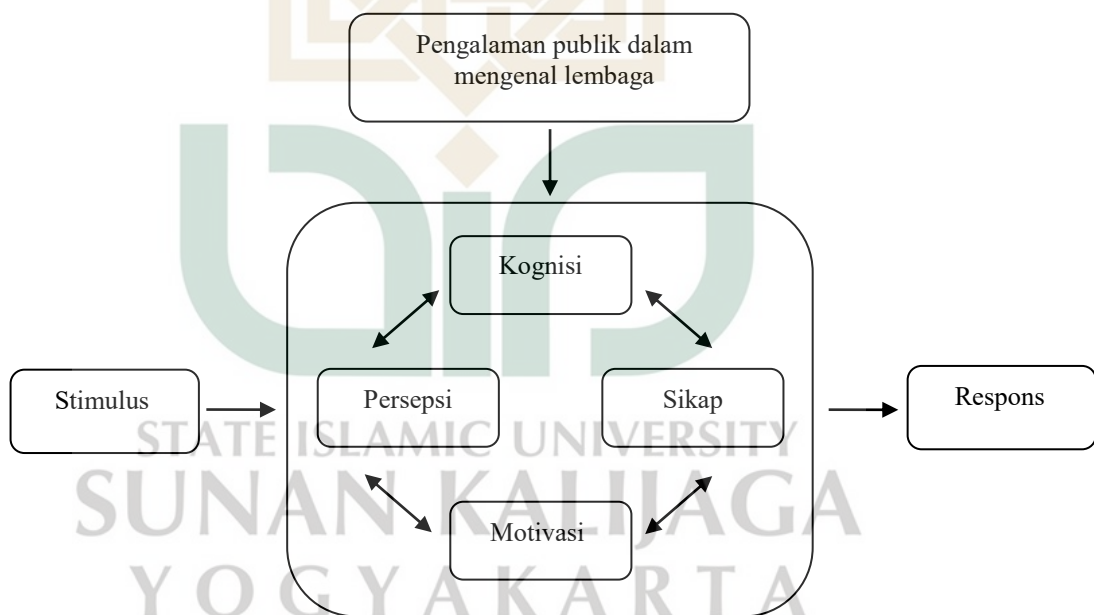 Pengalaman publik dalam
mengenal lembaga
Kognisi
Stimulus
Persepsi
Sikap
Respons
Motivasi
STATE ISLAMIC UNIVERSITY
SUNAN KALIJAGA
YOGYAKARTA